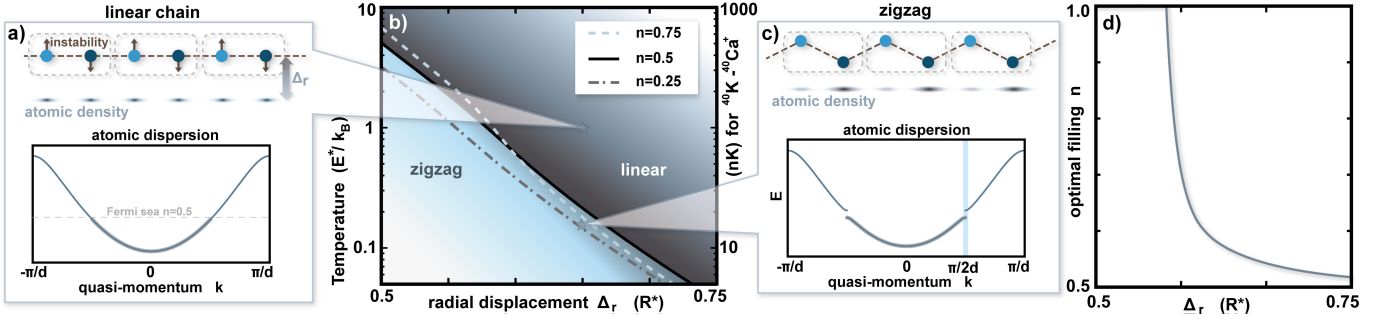 linear chain
a)
instability
Δr
atomic density
atomic dispersion
Fermi sea n=0.5
-π/d
0
π/d
quasi-momentum k
b)
n=0.75
n=0.5
n=0.25
zigzag
linear
10
1
0.1
Temperature (E*/kB)
0.5
0.75
radial displacement Δr (R*)
1000
10
(nK) for 40K - 40Ca+
zigzag
c)
atomic density
atomic dispersion
E
-π/d
0
π/2d
π/d
quasi-momentum k
d)
1.0
0.5
optimal filling n
0.5
0.75
Δr (R*)